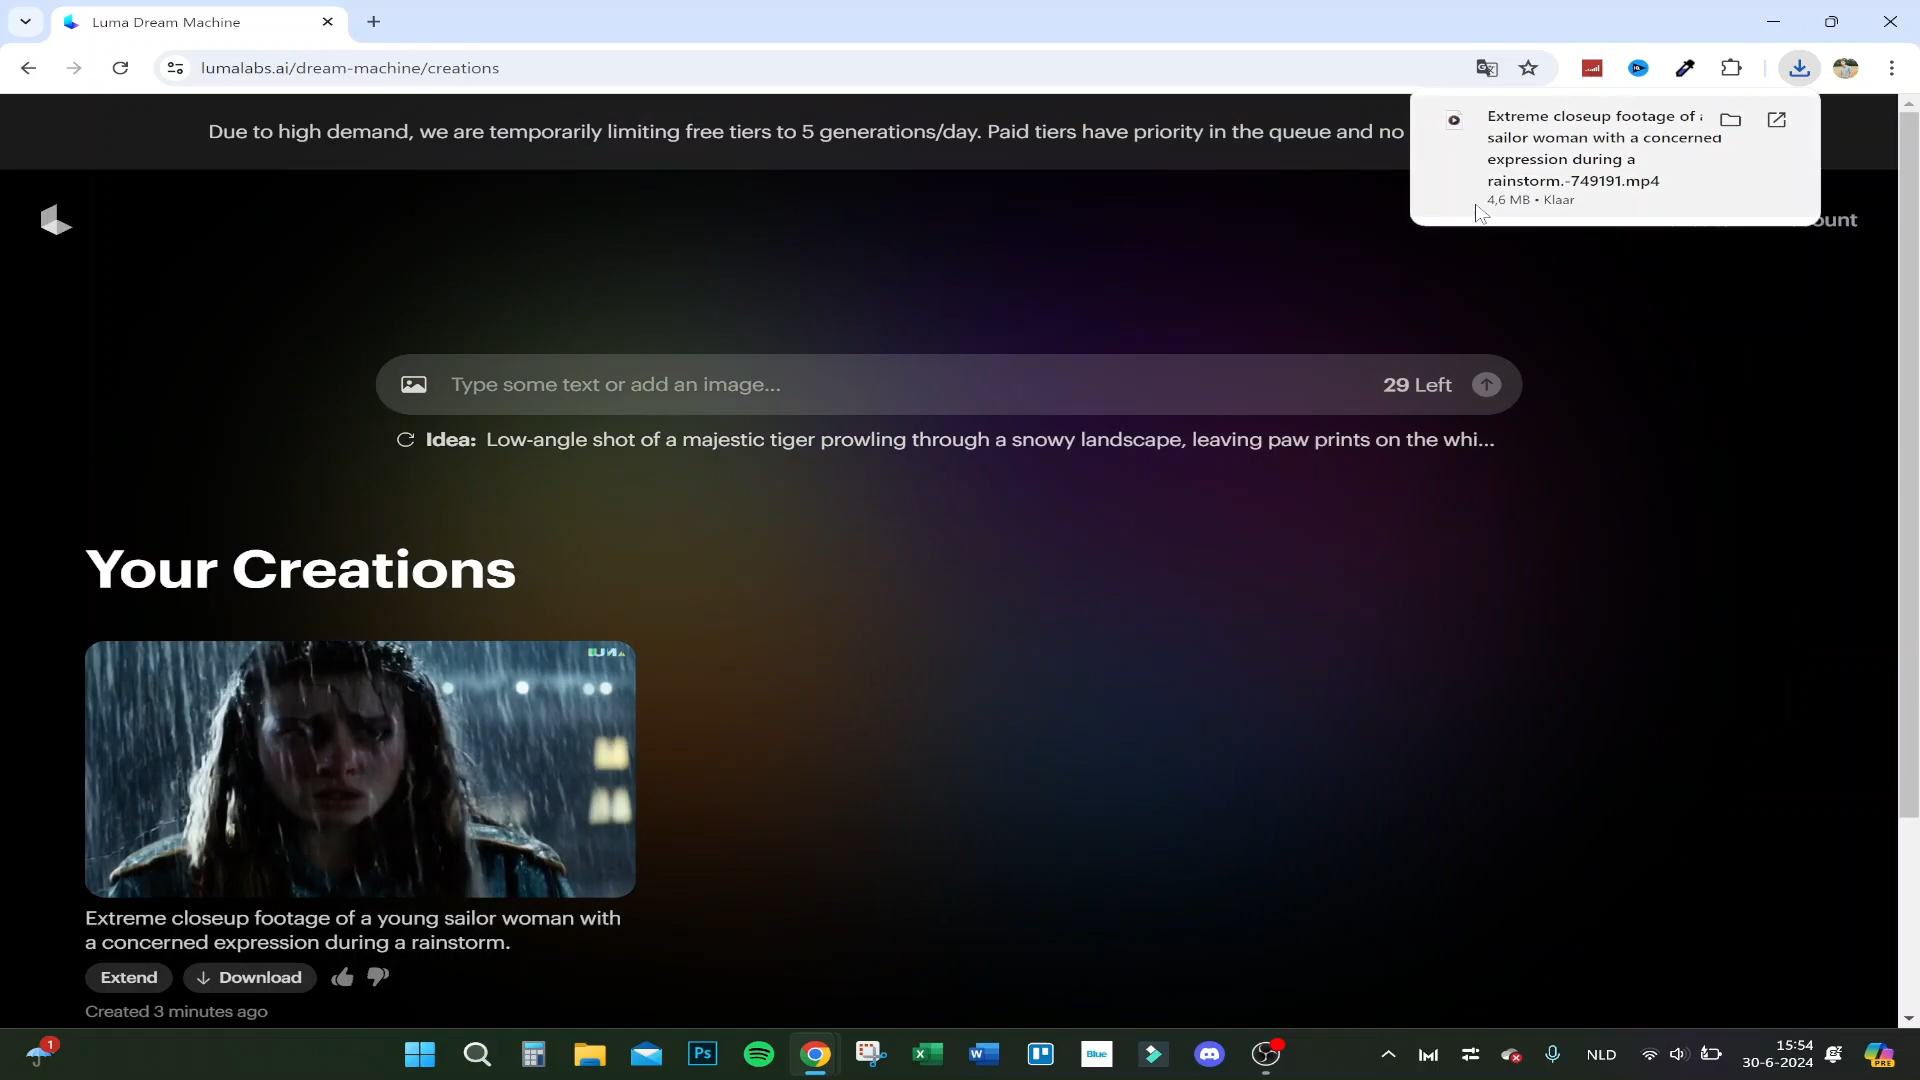 Luma Dream Machine
lumalabs.ai/dream-machine/creations
Due to high demand, we are temporarily limiting free tiers to 5 generations/day. Paid tiers have priority in the queue and no
Extreme closeup footage of
sailor woman with a concerned
expression during a
rainstorm.-749191.mp4
4,6 MB • Klaar
ount
Type some text or add an image...
29 Left
Idea: Low-angle shot of a majestic tiger prowling through a snowy landscape, leaving paw prints on the whi...
Your Creations
LUMA
Extreme closeup footage of a young sailor woman with
a concerned expression during a rainstorm.
Extend
Download
Created 3 minutes ago
1
Ps
Blue
NLD
15:54
30-6-2024
PRE